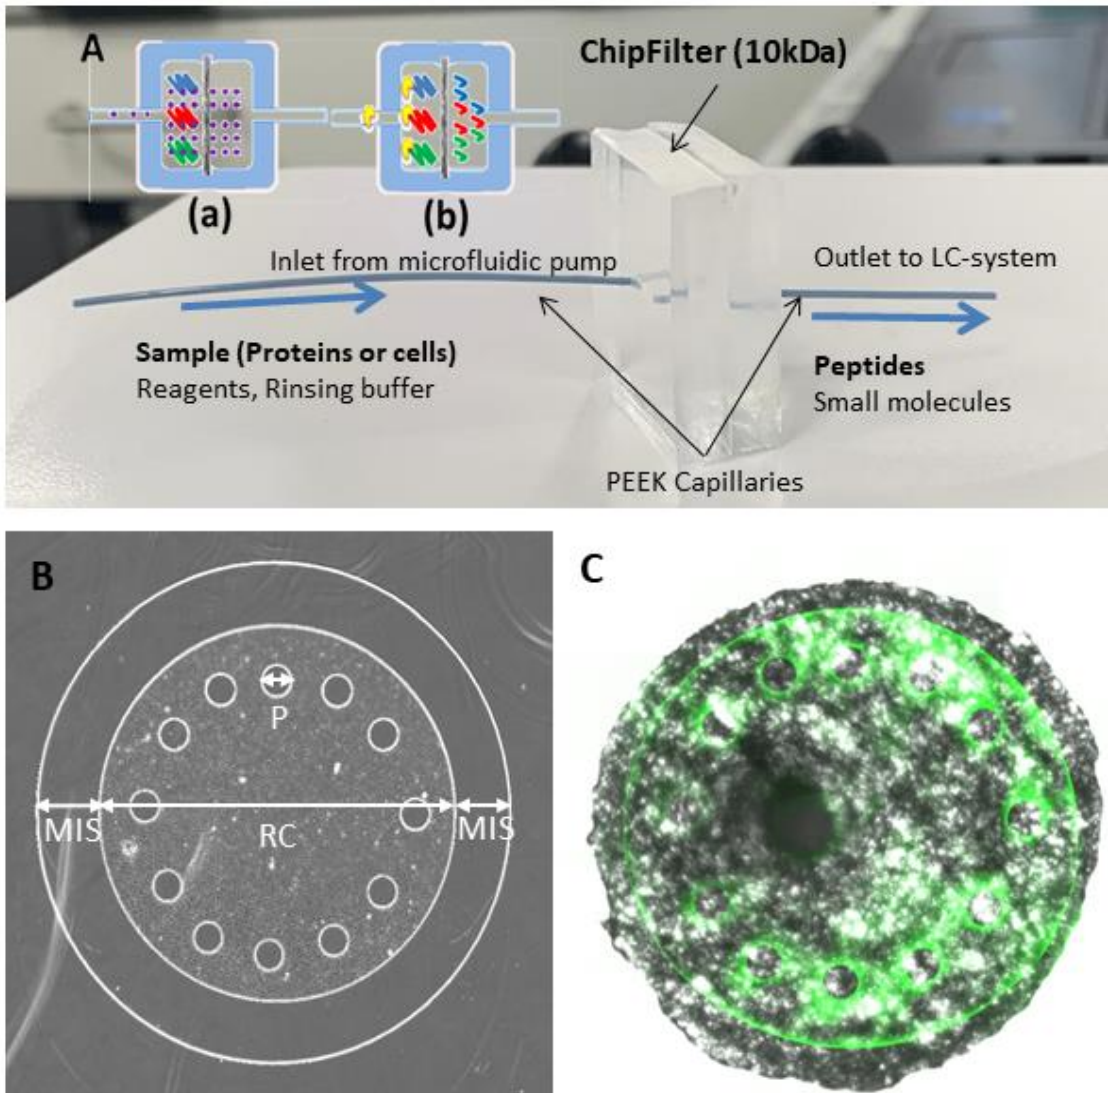 A
ChipFilter (10kDa)
(a)
(b)
Inlet from microfluidic pump
Outlet to LC-system
Sample (Proteins or cells)
Reagents, Rinsing buffer
Peptides
Small molecules
PEEK Capillaries
B
C
P
MIS
RC
MIS